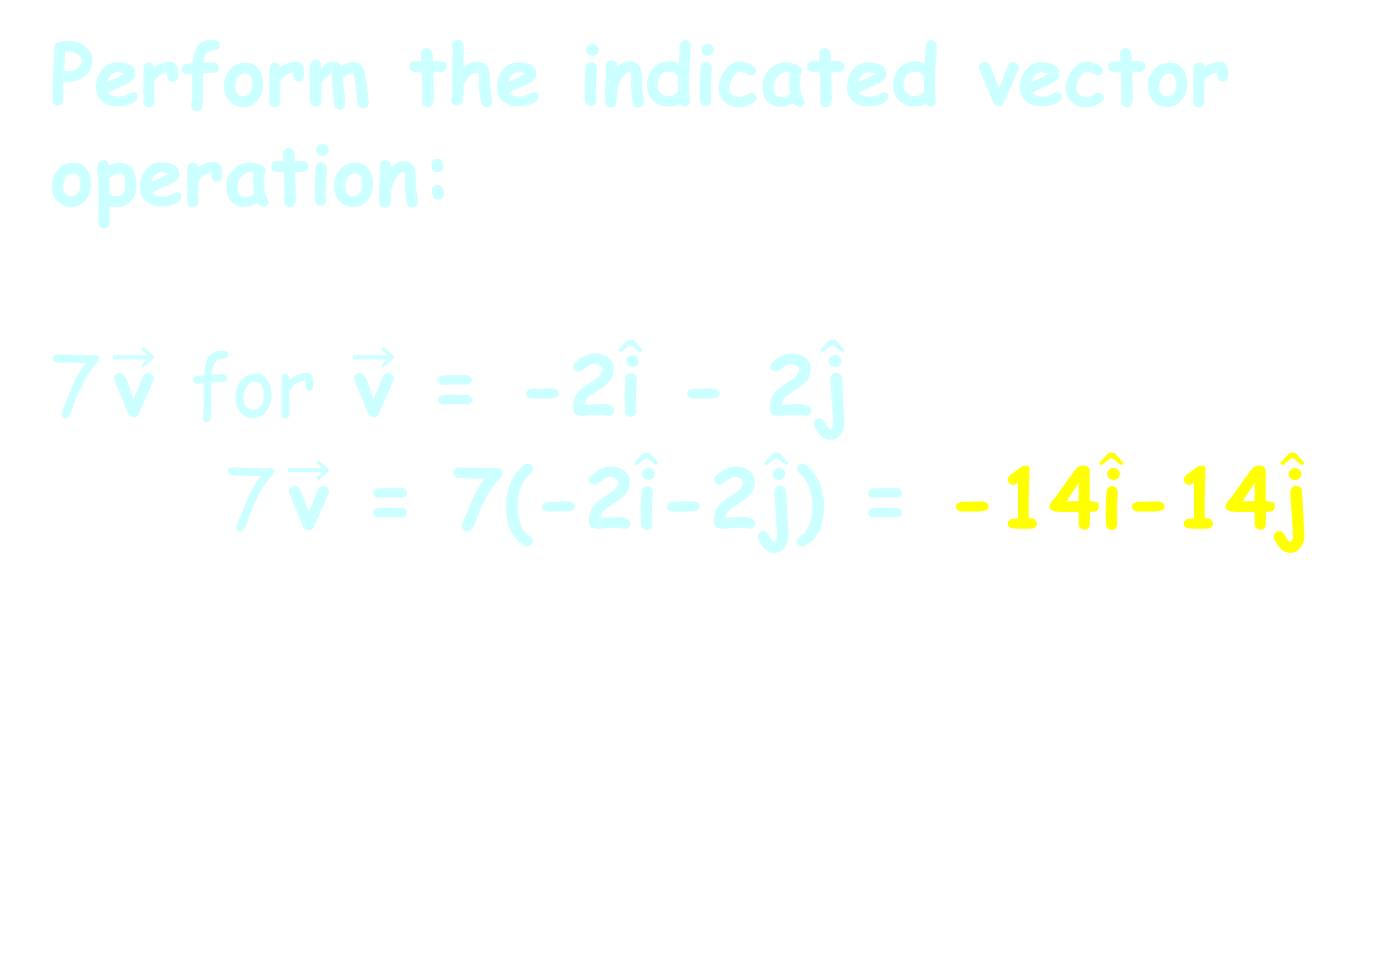 Perform the indicated vector
operation:
7v⃗ for v⃗ = -2î - 2ĵ
7v⃗ = 7(-2î-2ĵ) = -14î-14ĵ